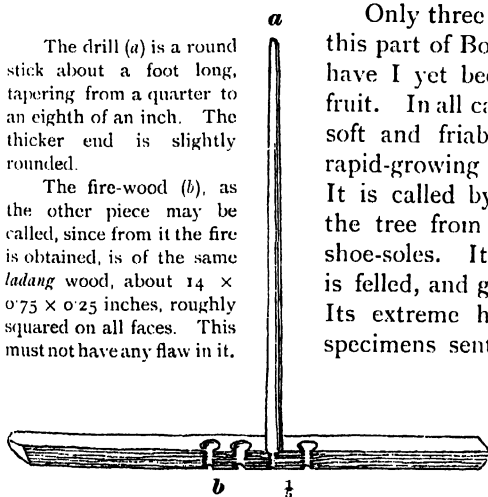 a
The drill (a) is a round
stick about a foot long,
tapering from a quarter to
an eighth of an inch. The
thicker end is slightly
rounded.
The fire-wood (b), as
the other piece may be
called, since from it the fire
is obtained, is of the same
ladang wood, about 14 ×
0·75 × 0·25 inches, roughly
squared on all faces. This
must not have any flaw in it.
Only three
this part of Bo
have I yet bee
fruit. In all ca
soft and friab
rapid-growing
It is called by
the tree from
shoe-soles. It
is felled, and g
Its extreme h
specimens sent
b